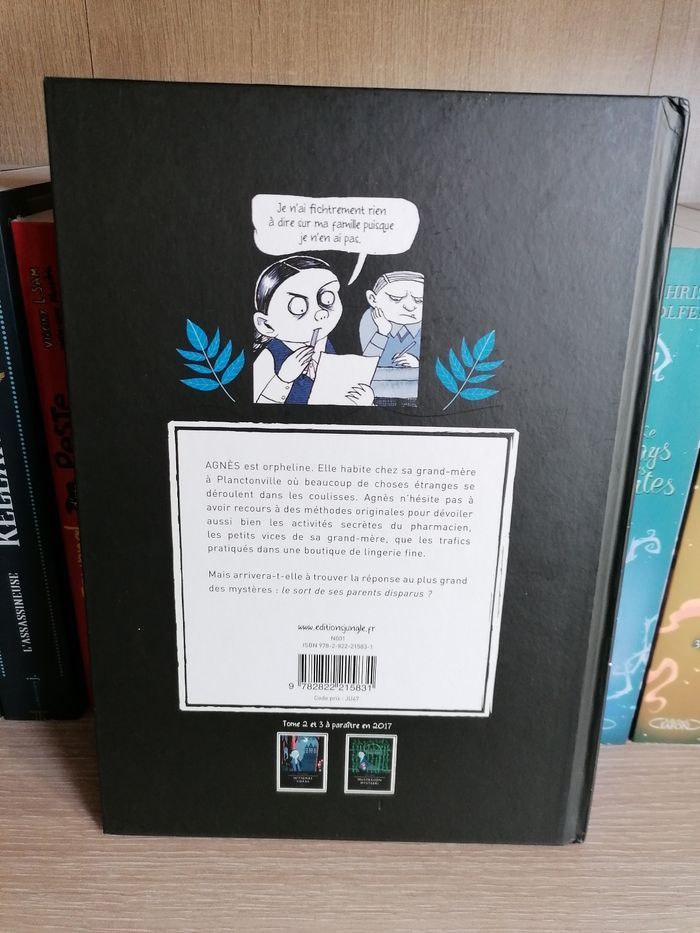 Je n'ai fichtrement rien
à dire sur ma famille puisque
je n'en ai pas.
AGNÈS est orpheline. Elle habite chez sa grand-mère
à Planctonville où beaucoup de choses étranges se
déroulent dans les coulisses. Agnès n'hésite pas à
avoir recours à des méthodes originales pour dévoiler
aussi bien les activités secrètes du pharmacien,
les petits vices de sa grand-mère, que les trafics
pratiqués dans une boutique de lingerie fine.
Mais arrivera-t-elle à trouver la réponse au plus grand
des mystères : le sort de ses parents disparus ?
www.editionsjungle.fr
N001
ISBN 978-2-822-21583-1
9 782822 215831
Code prix : JU47
Tome 2 et 3 à paraître en 2017
L'ASSASSINEUSE
PESTE